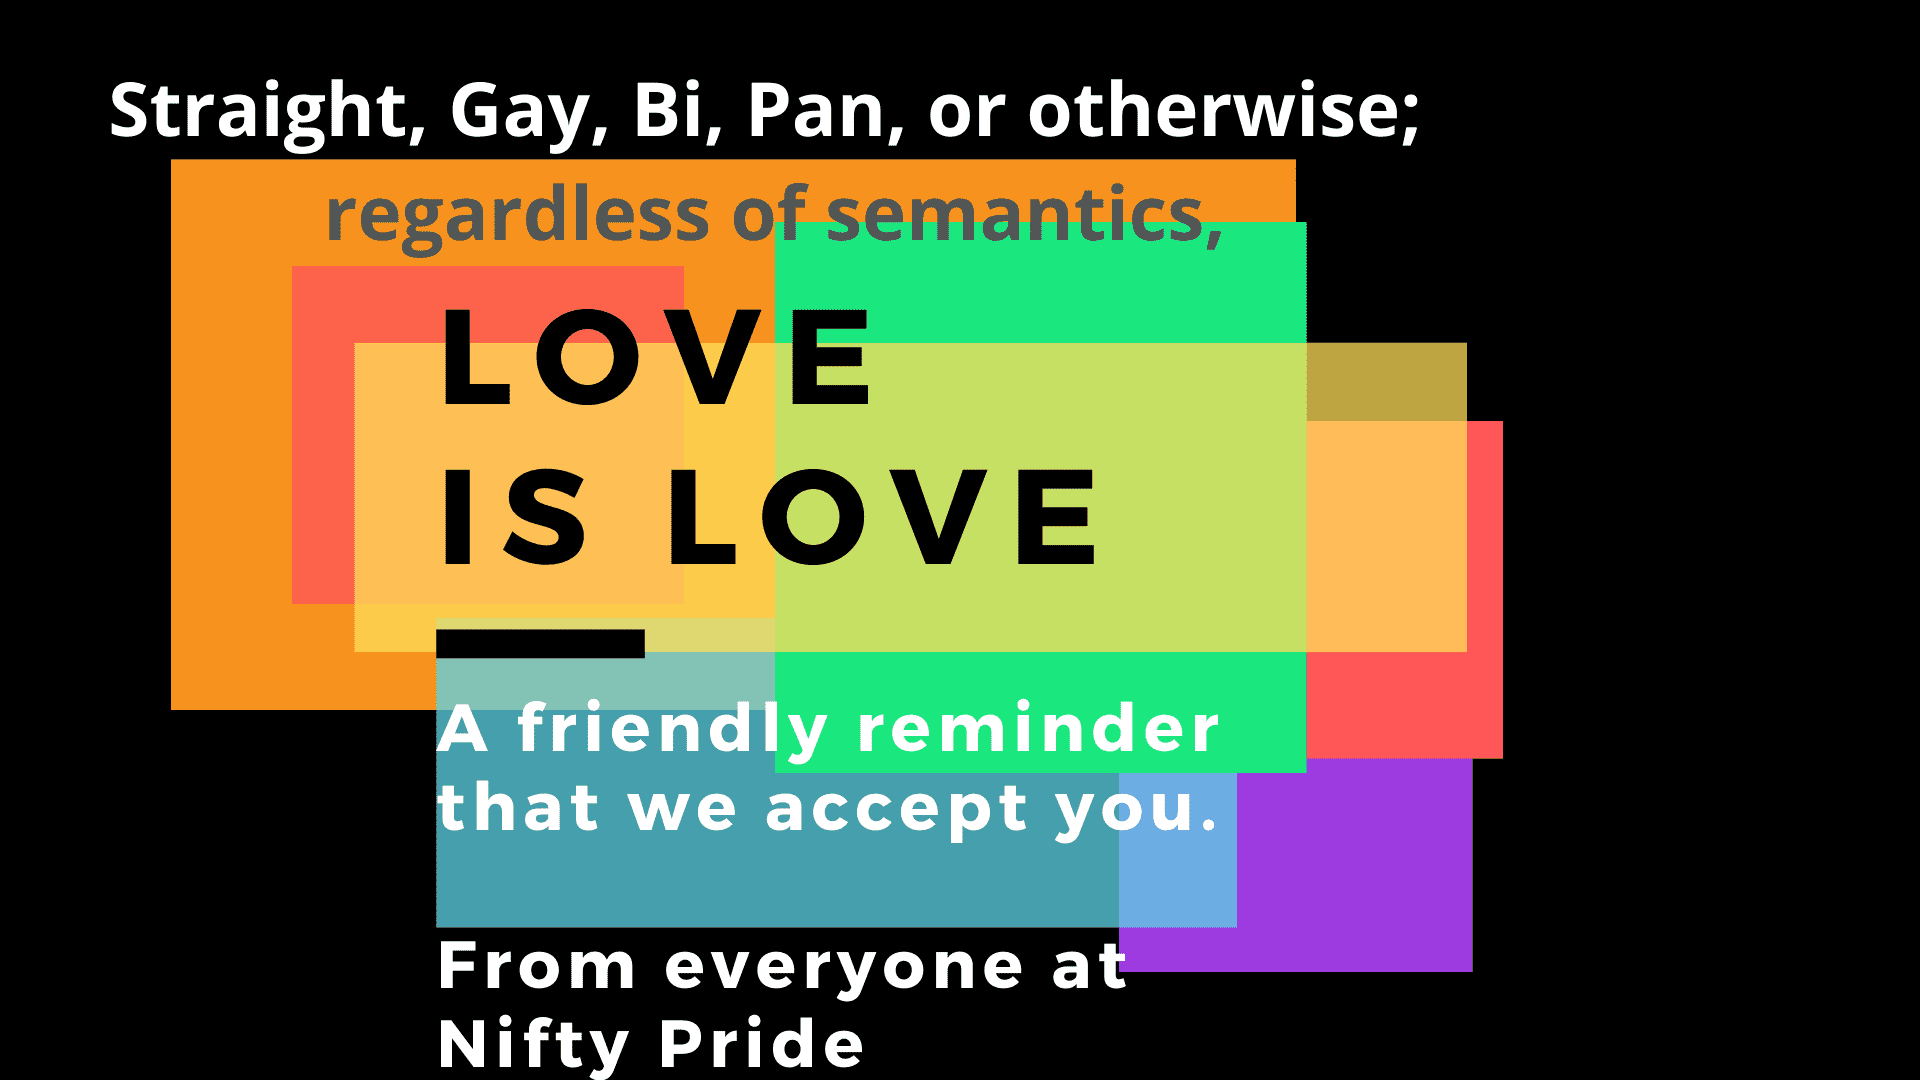 Straight, Gay, Bi, Pan, or otherwise;
regardless of semantics,
LOVE
IS LOVE
A friendly reminder
that we accept you.
From everyone at
Nifty Pride